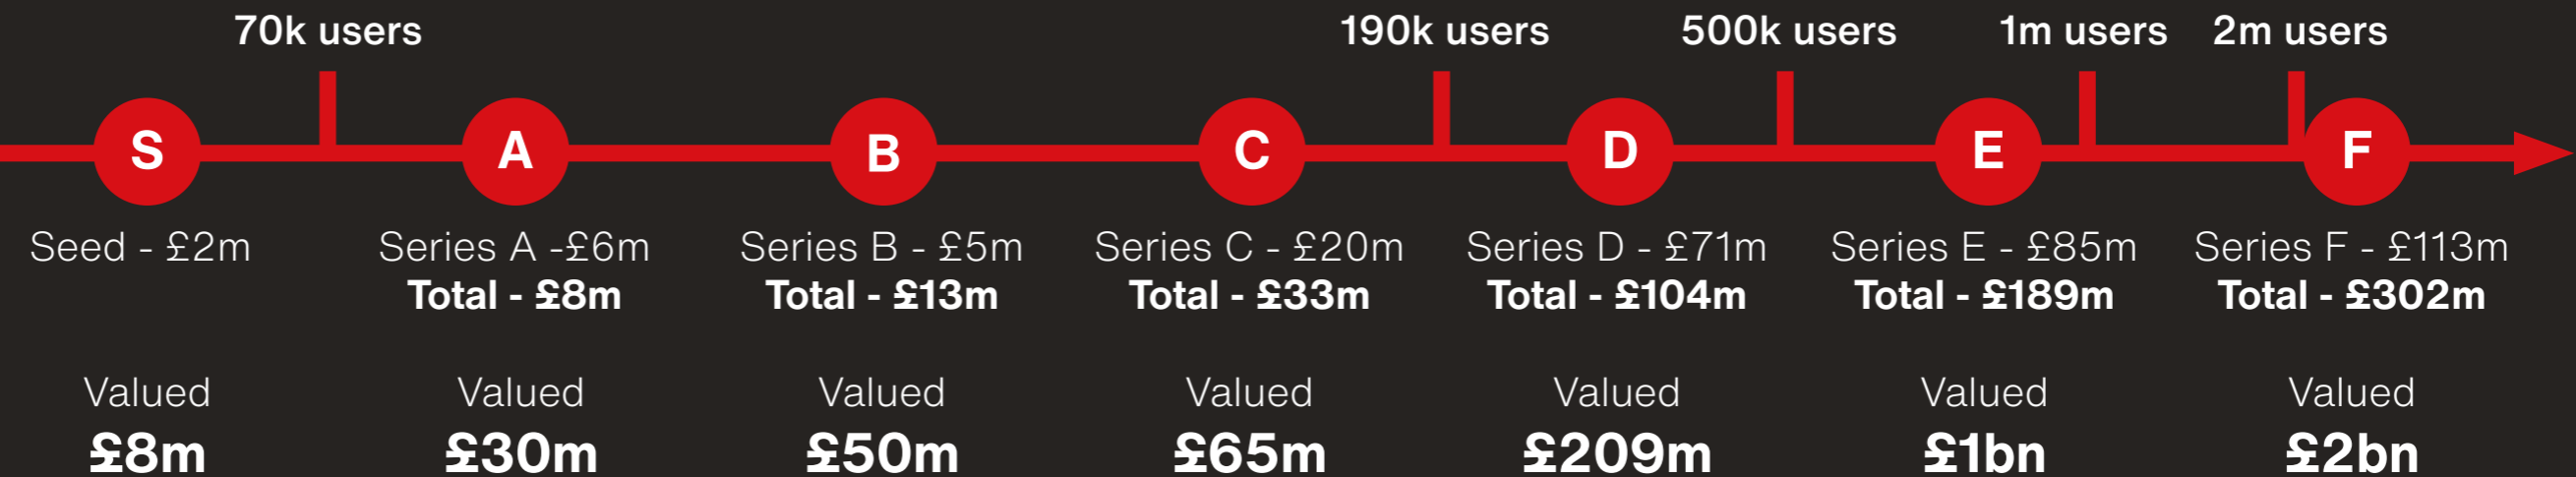 70k users
190k users
500k users
1m users
2m users
S
A
B
C
D
E
F
Seed - £2m
Series A -£6m
Total - £8m
Series B - £5m
Total - £13m
Series C - £20m
Total - £33m
Series D - £71m
Total - £104m
Series E - £85m
Total - £189m
Series F - £113m
Total - £302m
Valued
£8m
Valued
£30m
Valued
£50m
Valued
£65m
Valued
£209m
Valued
£1bn
Valued
£2bn